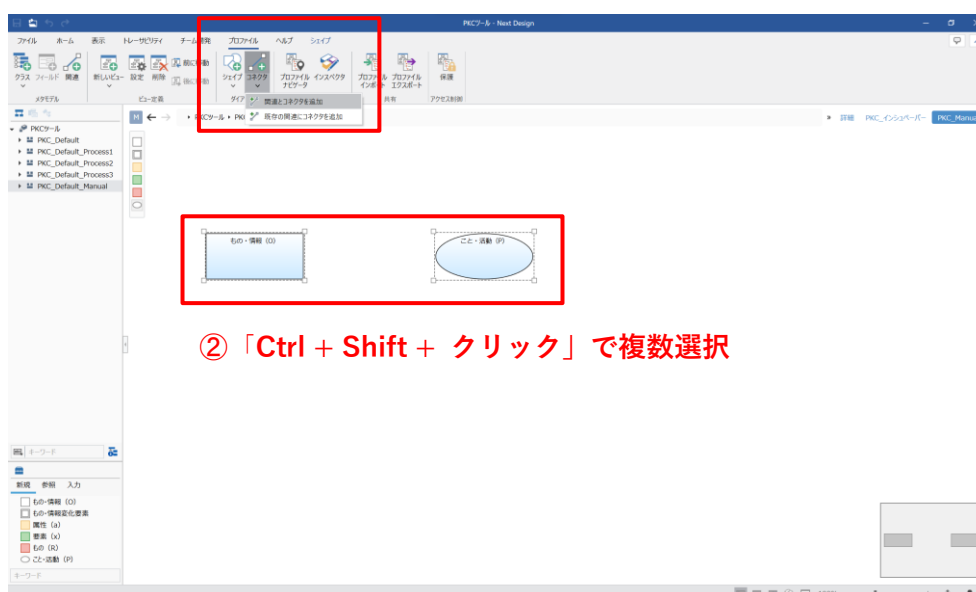 PKCツール - Next Design
ファイル ホーム 表示 トレーサビリティ チーム開発 プロファイル ヘルプ シェイプ
クラス フィールド 関連 新しいビュー 設定 削除 前に移動 シェイプ コネクタ プロファイル インスペクタ プロファイル プロファイル 保護
後に移動 ナビゲータ インポート エクスポート
メタモデル ビュー定義 共有 アクセス制御
関連とコネクタを追加
既存の関連にコネクタを追加
PKCツール
PKC_Default
PKC_Default_Process1
PKC_Default_Process2
PKC_Default_Process3
PKC_Default_Manual
M
詳細 PKC_インシュペーパー PKC_Manua
もの・情報 (O)
こと・活動 (P)
②「Ctrl + Shift + クリック」で複数選択
キーワード
新規 参照 入力
もの・情報 (O)
もの・情報変化要素
属性 (a)
要素 (x)
もの (R)
こと・活動 (P)
キーワード